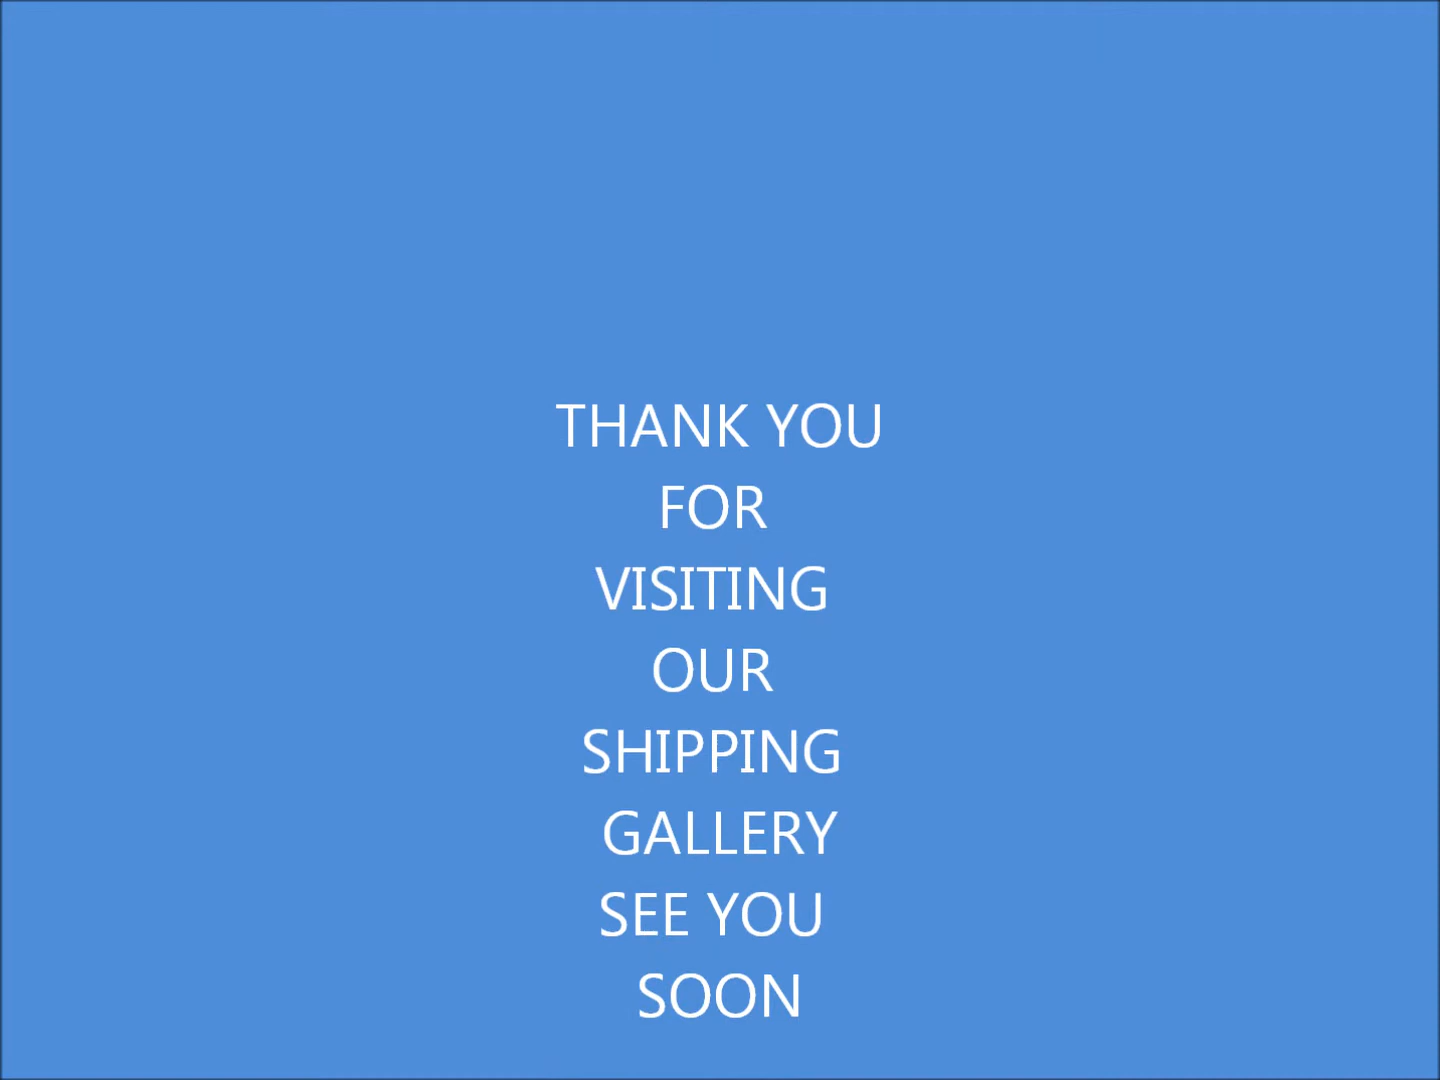 THANK YOU
FOR
VISITING
OUR
SHIPPING
GALLERY
SEE YOU
SOON